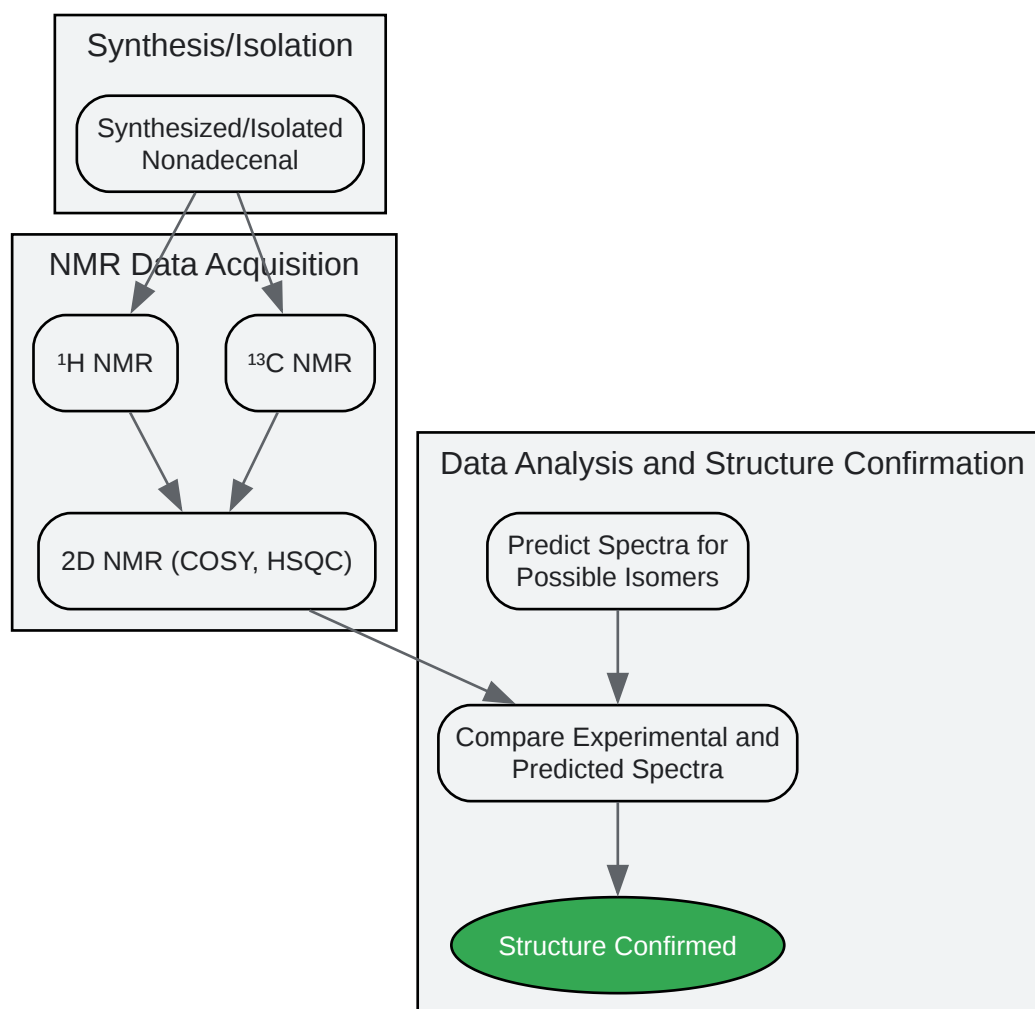 Synthesis/Isolation
Synthesized/Isolated
Nonadecenal
NMR Data Acquisition
¹H NMR
¹³C NMR
2D NMR (COSY, HSQC)
Data Analysis and Structure Confirmation
Predict Spectra for
Possible Isomers
Compare Experimental and
Predicted Spectra
Structure Confirmed